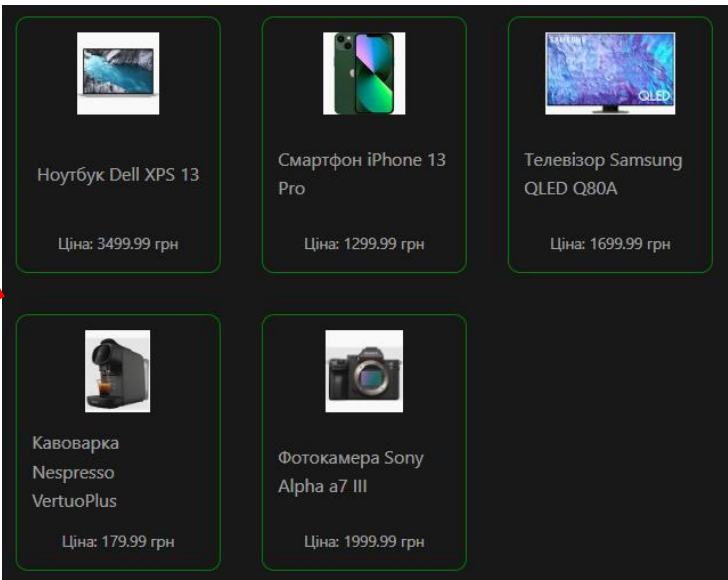 SAMSUNG
QLED
Ноутбук Dell XPS 13
Смартфон iPhone 13
Pro
Телевізор Samsung
QLED Q80A
Ціна: 3499.99 грн
Ціна: 1299.99 грн
Ціна: 1699.99 грн
Кавоварка
Nespresso
VertuoPlus
Фотокамера Sony
Alpha a7 III
Ціна: 179.99 грн
Ціна: 1999.99 грн